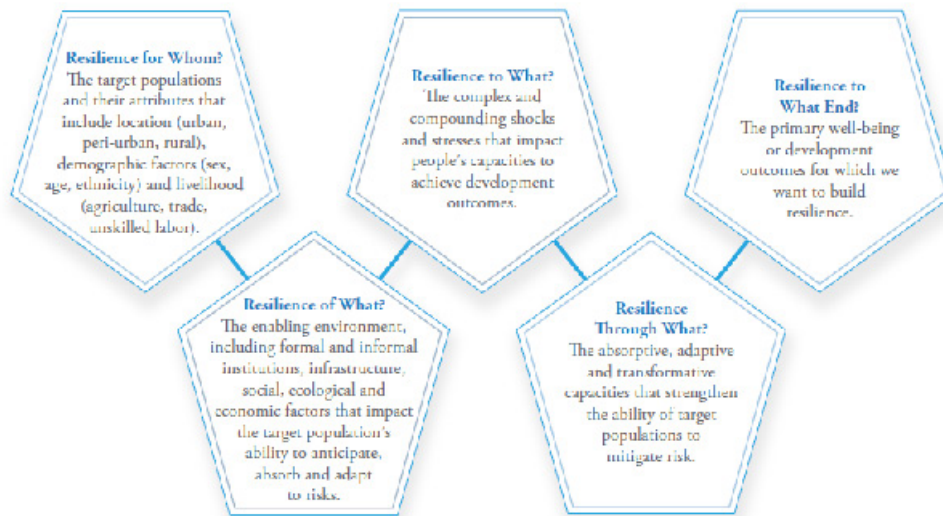 Resilience for Whom?
The target populations
and their attributes that
include location (urban,
peri-urban, rural),
demographic factors (sex,
age, ethnicity) and livelihood
(agriculture, trade,
unskilled labor).
Resilience of What?
The enabling environment,
including formal and informal
institutions, infrastructure,
social, ecological and
economic factors that impact
the target population's
ability to anticipate,
absorb and adapt
to risks.
Resilience to What?
The complex and
compounding shocks
and stresses that impact
people's capacities to
achieve development
outcomes.
Resilience
Through What?
The absorptive, adaptive
and transformative
capacities that strengthen
the ability of target
populations to
mitigate risk.
Resilience to
What End?
The primary well-being
or development
outcomes for which we
want to build
resilience.